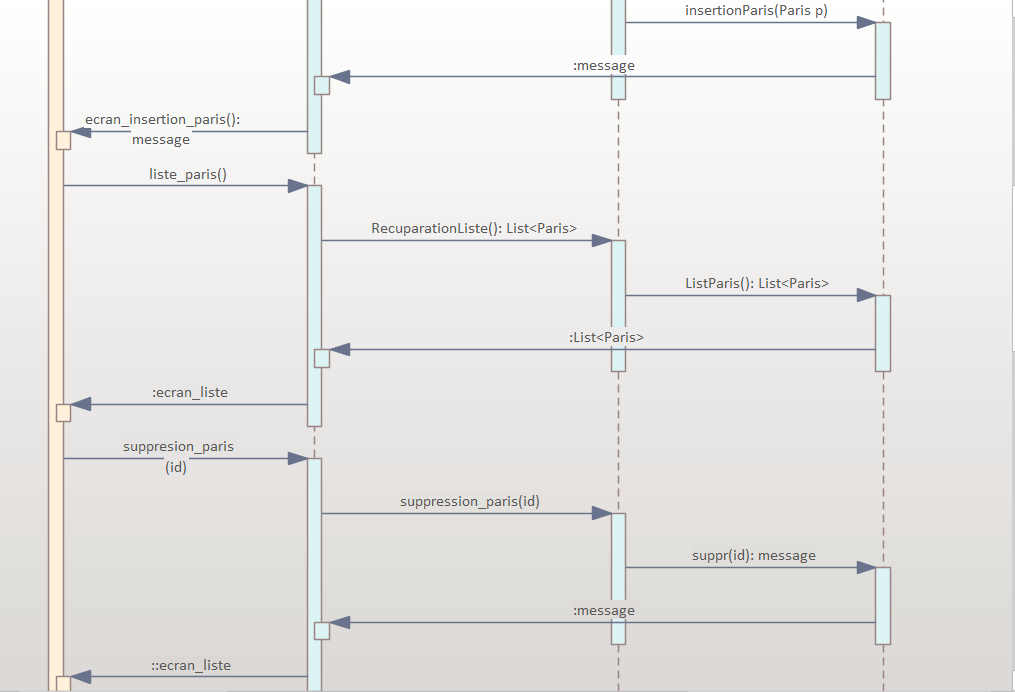 insertionParis(Paris p)
:message
ecran_insertion_paris():
message
liste_paris()
RecuparationListe(): List<Paris>
ListParis(): List<Paris>
:List<Paris>
:ecran_liste
suppresion_paris
(id)
suppression_paris(id)
suppr(id): message
:message
::ecran_liste